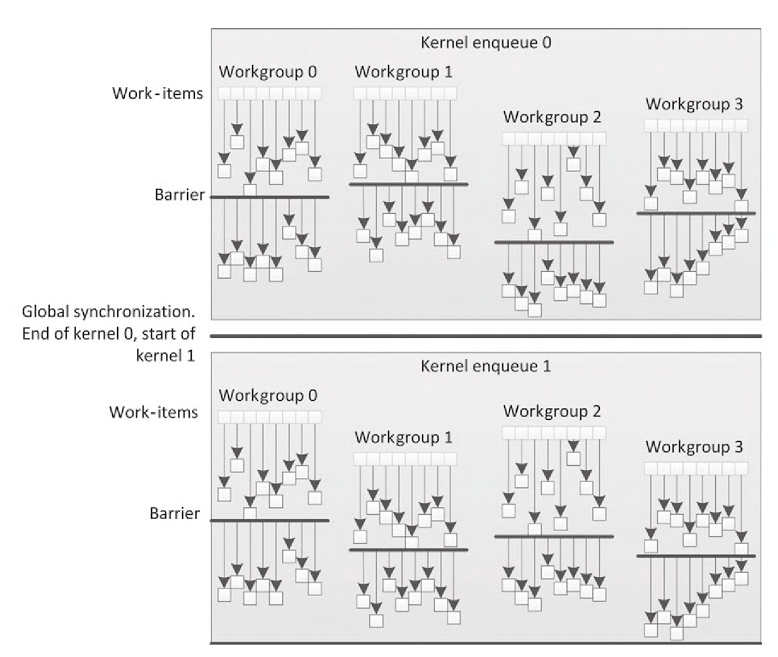 Kernel enqueue 0
Workgroup 0
Workgroup 1
Work-items
Workgroup 3
Workgroup 2
Barrier
Global synchronization.
End of kernel 0, start of
kernel 1
Kernel enqueue 1
Workgroup 0
Work-items
Workgroup 2
Workgroup 1
Workgroup 3
Barrier